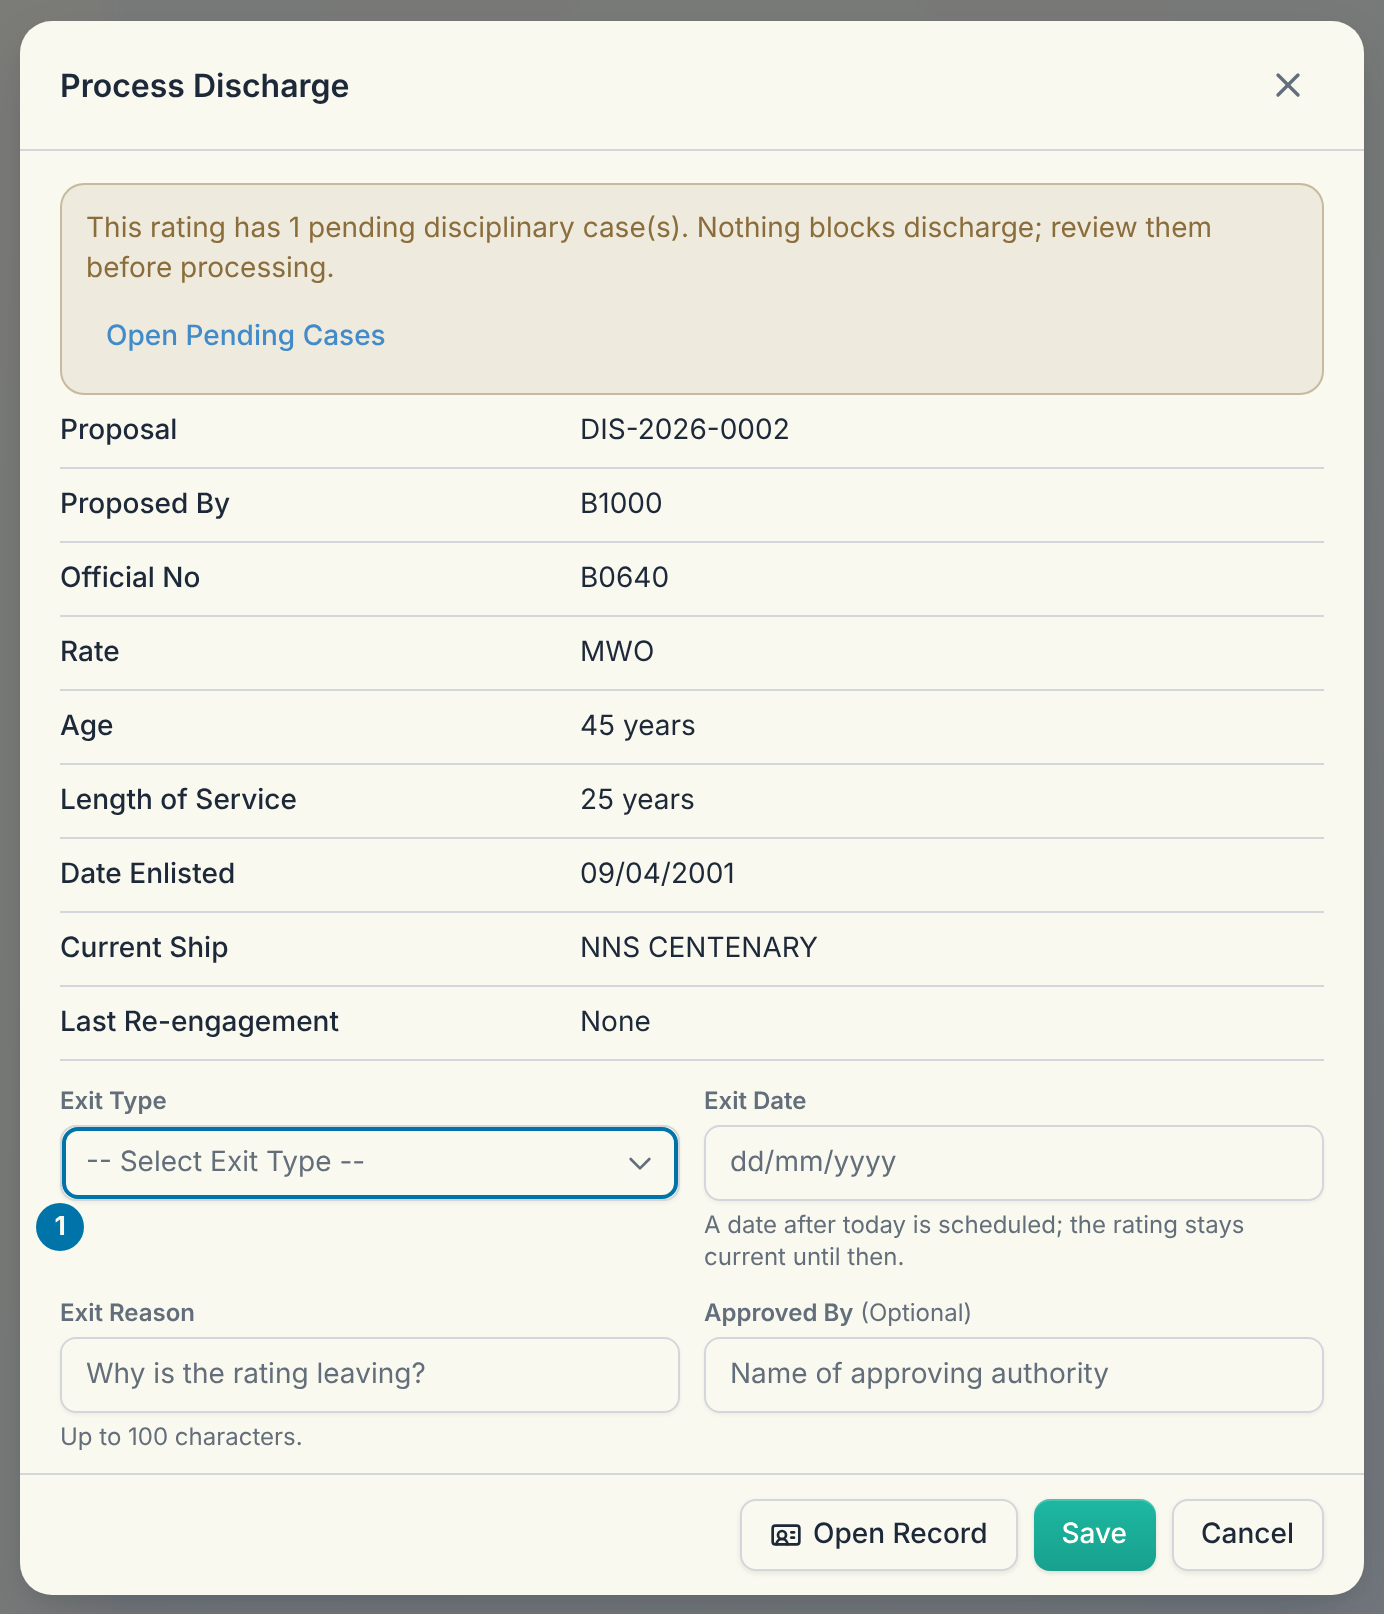 Process Discharge
This rating has 1 pending disciplinary case(s). Nothing blocks discharge; review them
before processing.
Open Pending Cases
Proposal DIS-2026-0002
Proposed By B1000
Official No B0640
Rate MWO
Age 45 years
Length of Service 25 years
Date Enlisted 09/04/2001
Current Ship NNS CENTENARY
Last Re-engagement None
Exit Type Exit Date
-- Select Exit Type -- dd/mm/yyyy
1 A date after today is scheduled; the rating stays
current until then.
Exit Reason Approved By (Optional)
Why is the rating leaving? Name of approving authority
Up to 100 characters.
Open Record Save Cancel